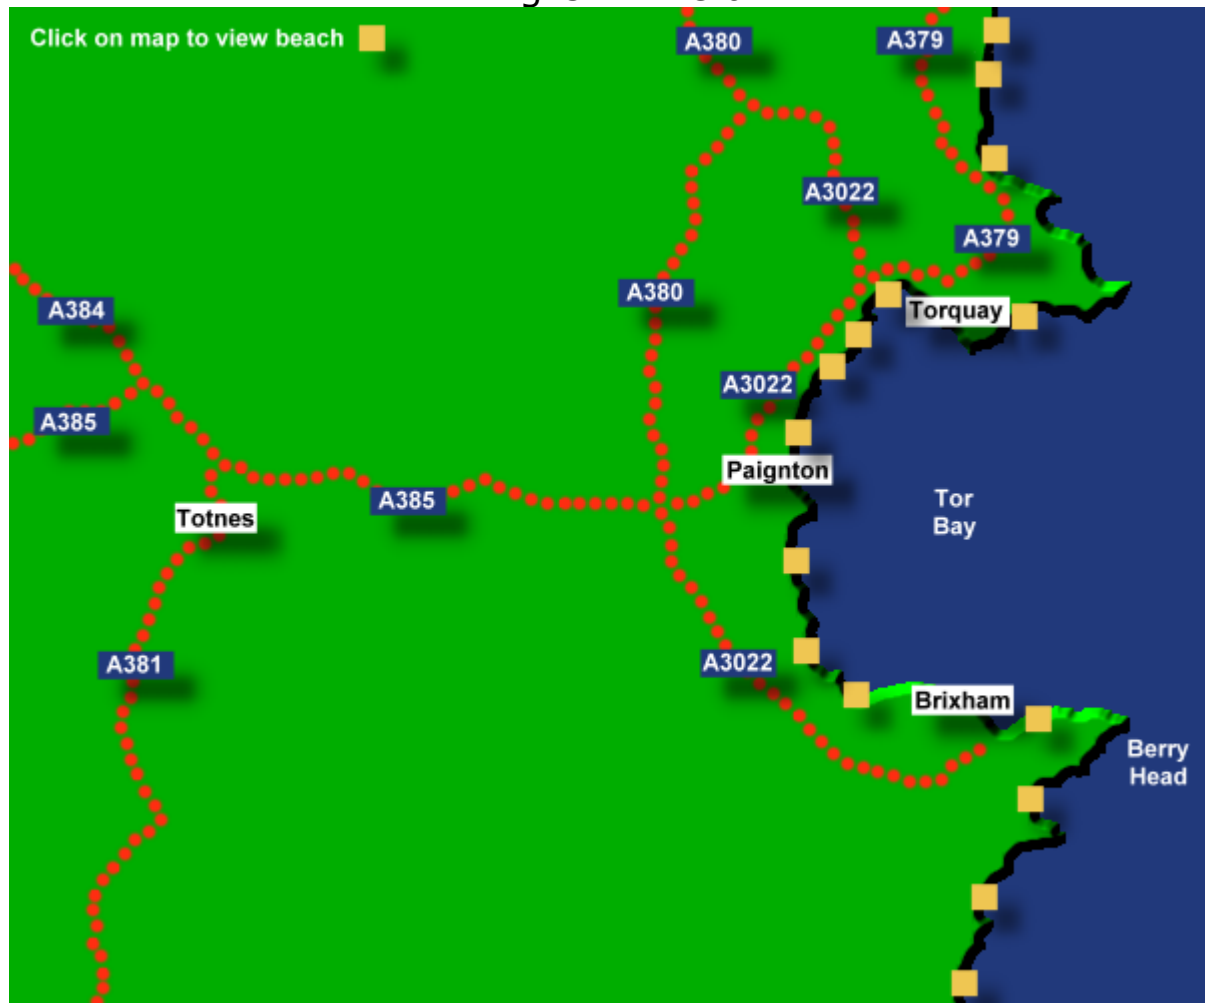 Click on map to view beach
A380
A379
A3022
A379
A384
A380
Torquay
A3022
A385
Paignton
A385
Tor
Bay
Totnes
A3022
A381
Brixham
Berry
Head